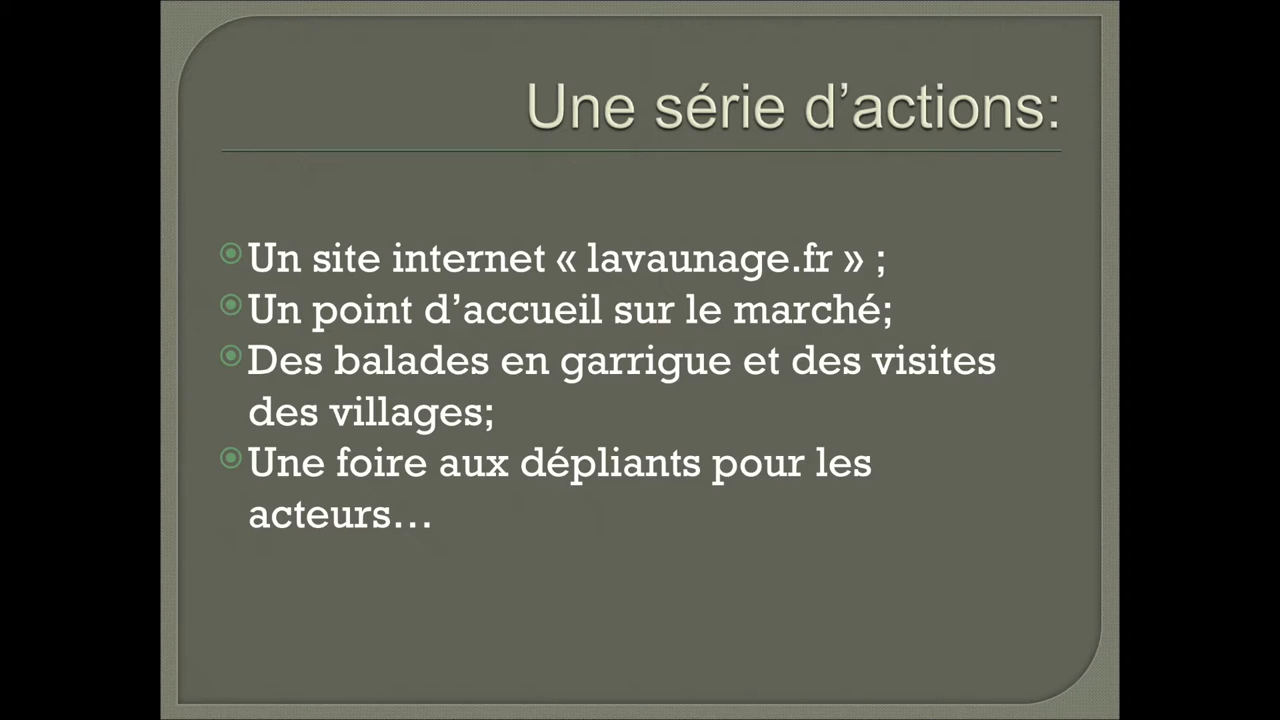 Une série d’actions:
Un site internet « lavaunage.fr » ;
Un point d’accueil sur le marché;
Des balades en garrigue et des visites
des villages;
Une foire aux dépliants pour les
acteurs…